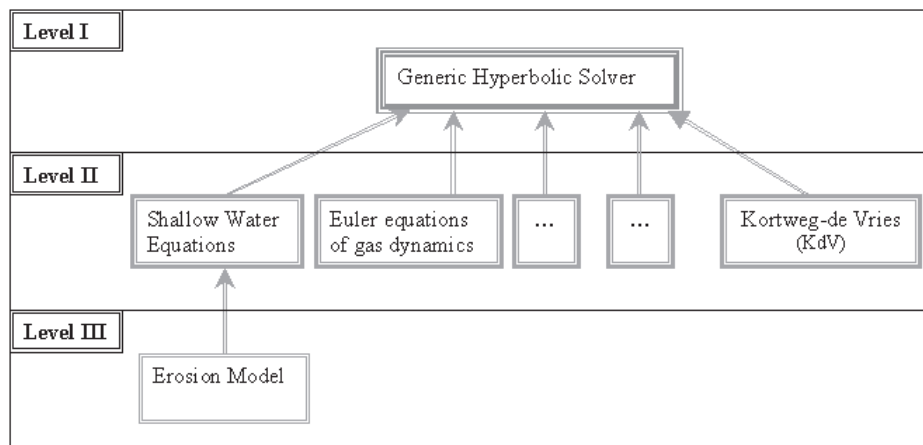 Level I
Generic Hyperbolic Solver
Level II
Shallow Water
Equations
Euler equations
of gas dynamics
...
...
Kortweg-de Vries
(KdV)
Level III
Erosion Model